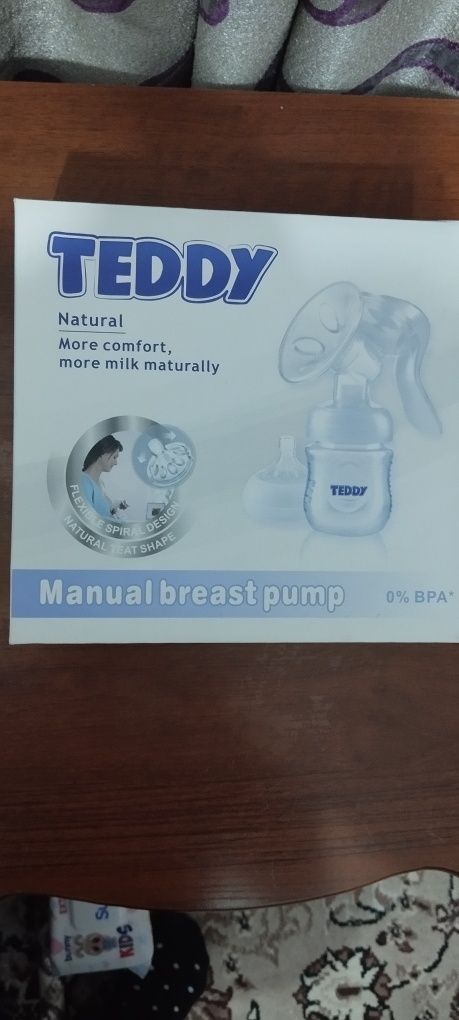 TEDDY
Natural
More comfort,
more milk maturally
FLEXIBLE SPIRAL DESIGN
NATURAL TEAT SHAPE
TEDDY
Manual breast pump
0% BPA*
KIDS